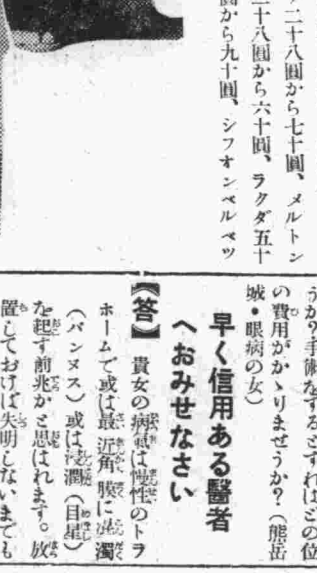 二十八圓から七十圓、メルトン
二十八圓から六十圓、ラクダ五十
圓から九十圓、シフオンベルベツ
うか？手術をするとすればどの位
の費用がかゝりませうか？（熊岳
城・眼病の女）
早く信用ある醫者
へおみせなさい
【答】貴女の病氣は慢性のトラ
ホームで或は最近角膜に溷濁
（パンヌス）或は浸潤（目星）
を起す前兆かと思はれます。放
置しておけば失明しないまでも